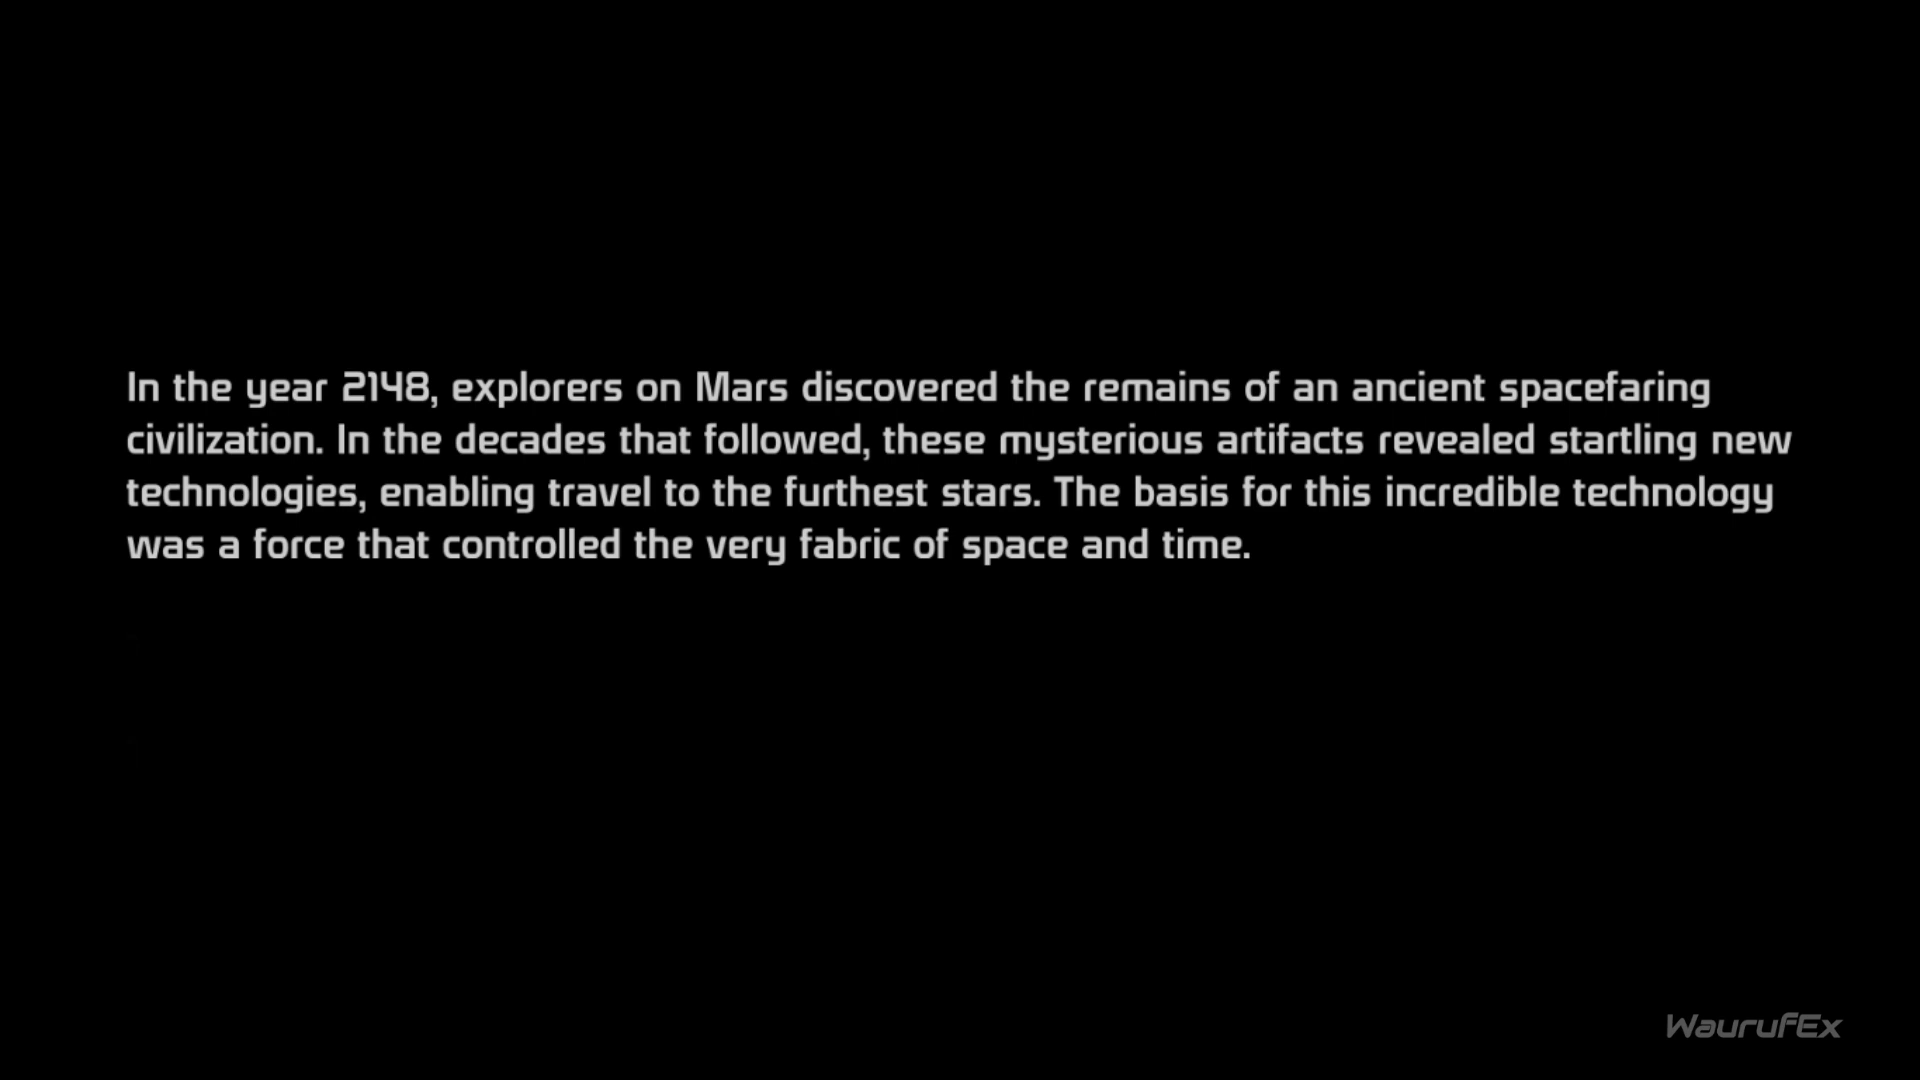 In the year 2148, explorers on Mars discovered the remains of an ancient spacefaring
civilization. In the decades that followed, these mysterious artifacts revealed startling new
technologies, enabling travel to the furthest stars. The basis for this incredible technology
was a force that controlled the very fabric of space and time.
WaurufEx